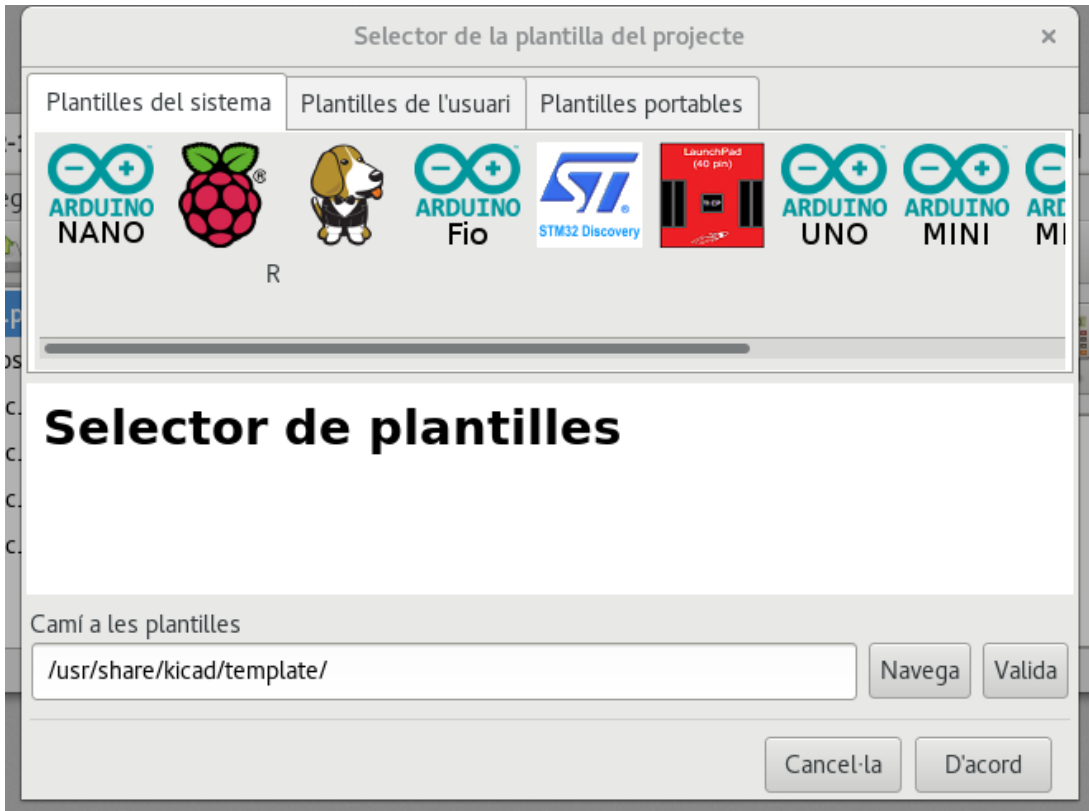 Selector de la plantilla del projecte
Plantilles del sistema
Plantilles de l'usuari
Plantilles portables
ARDUINO
NANO
®
ARDUINO
Fio
ST
STM32 Discovery
LaunchPad
(40 pin)
ARDUINO
UNO
ARDUINO
MINI
R
Selector de plantilles
Camí a les plantilles
/usr/share/kicad/template/
Navega
Valida
Cancel·la
D'acord